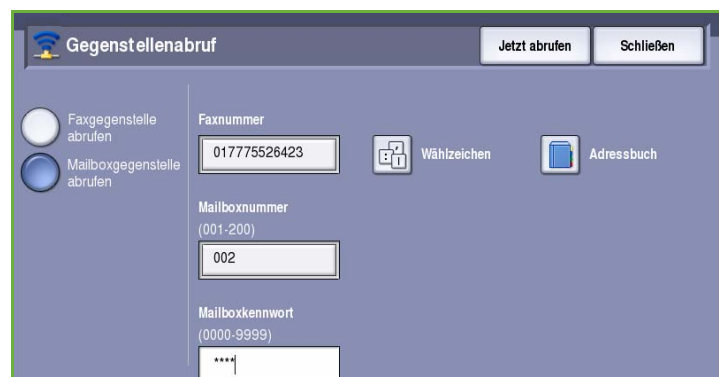 Gegenstellenabruf
Jetzt abrufen
Schließen
Faxgegenstelle
abrufen
Mailboxgegenstelle
abrufen
Faxnummer
017775526423
Wählzeichen
Adressbuch
Mailboxnummer
(001-200)
002
Mailboxkennwort
(0000-9999)
****